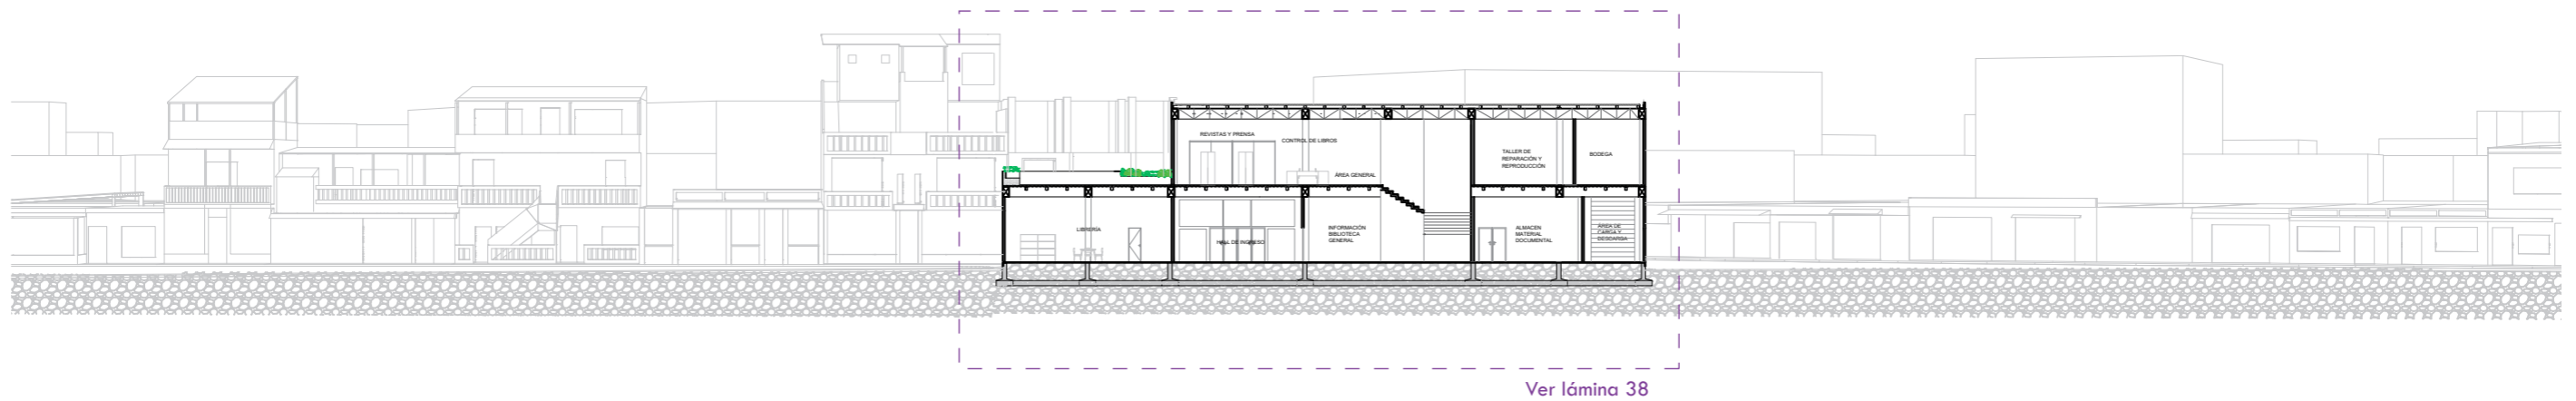 REVISTAS Y PRENSA
CONTROL DE LIBROS
ÁREA GENERAL
TALLER DE
REPARACIÓN Y
REPRODUCCIÓN
BODEGA
LIBRERÍA
HALL DE INGRESO
INFORMACIÓN
BIBLIOTECA
GENERAL
ALMACEN
MATERIAL
DOCUMENTAL
ÁREA DE
CARGA Y
DESCARGA
Ver lámina 38